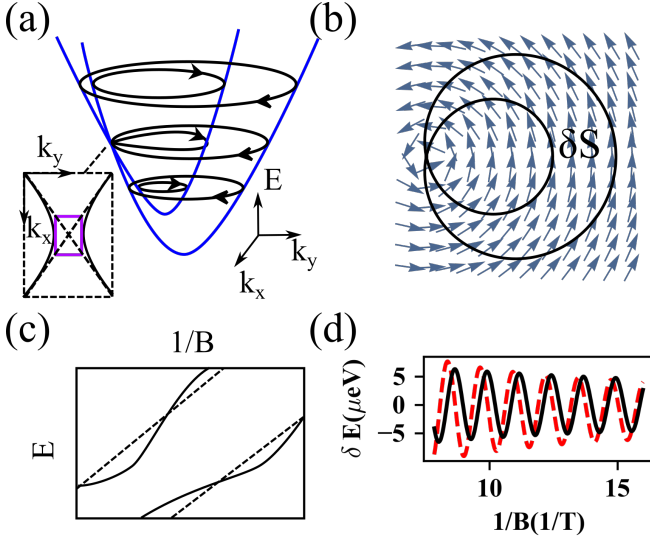 (a)
E
k_y
k_x
k_y
k_x
(b)
δS
(c)
1/B
E
(d)
δ E(μeV)
5
0
−5
10
15
1/B(1/T)